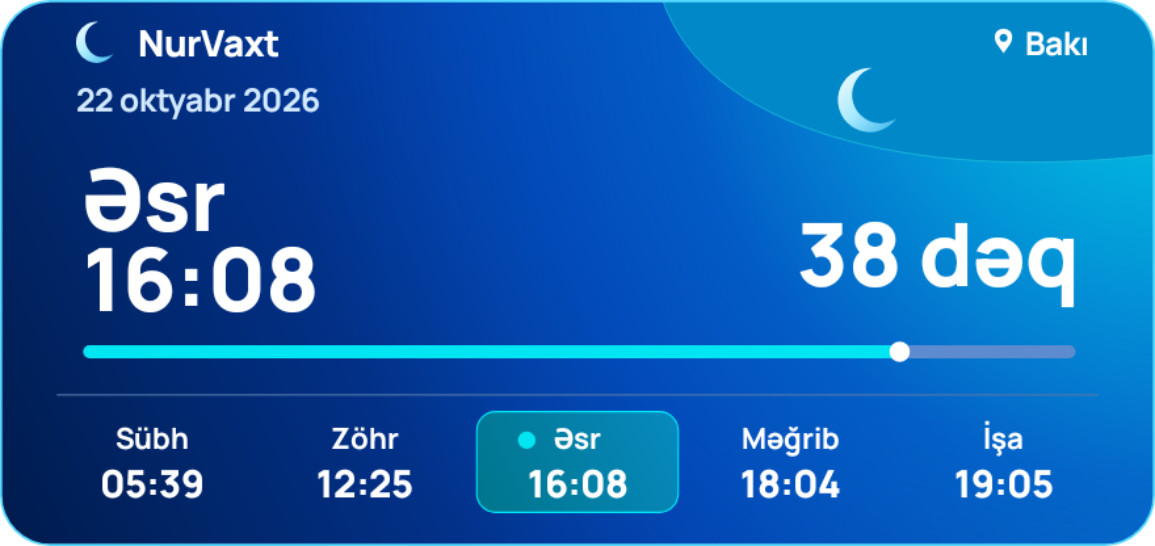 NurVaxt
Bakı
22 oktyabr 2026
Əsr
16:08
38 dəq
Sübh
05:39
Zöhr
12:25
Əsr
16:08
Məğrib
18:04
İşa
19:05